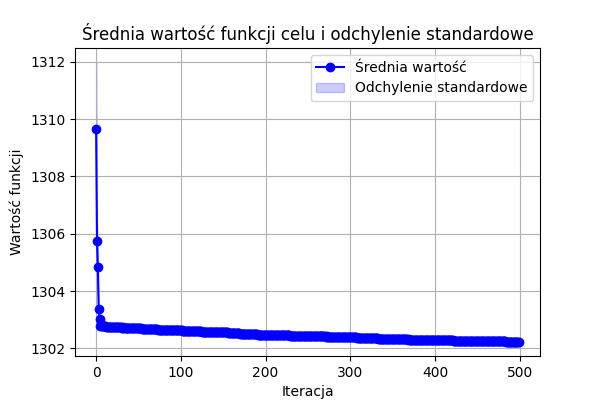 Średnia wartość funkcji celu i odchylenie standardowe
Średnia wartość
Odchylenie standardowe
Wartość funkcji
1312
1310
1308
1306
1304
1302
0 100 200 300 400 500
Iteracja